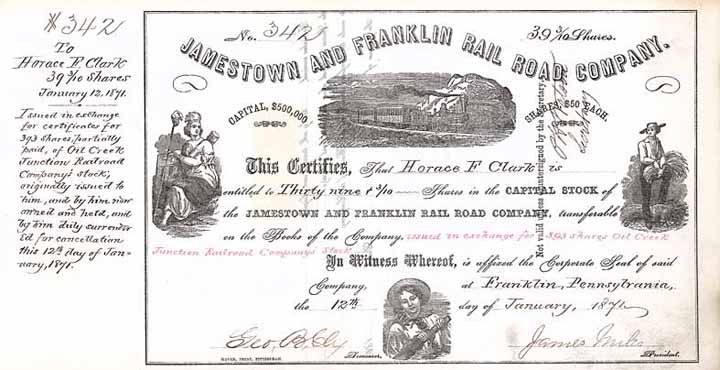 № 342
To
Horace F. Clark
39 3/10 Shares
January 12, 1871.
Issued in exchange
for certificates for
393 shares, partially
paid, of Oil Creek
Junction Railroad
Company's stock,
originally issued to
him, and by him now
owned and held, and
by him duly surrender
ed for cancellation
this 12th day of Jan-
uary, 1871.
No. 342
39 3/10 Shares.
JAMESTOWN AND FRANKLIN RAIL ROAD COMPANY.
CAPITAL, $500,000
SHARES, $50 EACH.
Not valid unless countersigned by the Secretary
This Certifies, That Horace F Clark is
entitled to Thirty nine & 3/10 Shares in the CAPITAL STOCK of
the JAMESTOWN AND FRANKLIN RAIL ROAD COMPANY, transferable
on the Books of the Company, issued in exchange for 393 shares Oil Creek
Junction Railroad Company's Stock
In Witness Whereof, is affixed the Corporate Seal of said
Company, at Franklin, Pennsylvania,
the 12th day of January, 1871
Geo. B. Ely
James Miles
Treasurer.
President.
HAVEN, PRINT, PITTSBURGH.